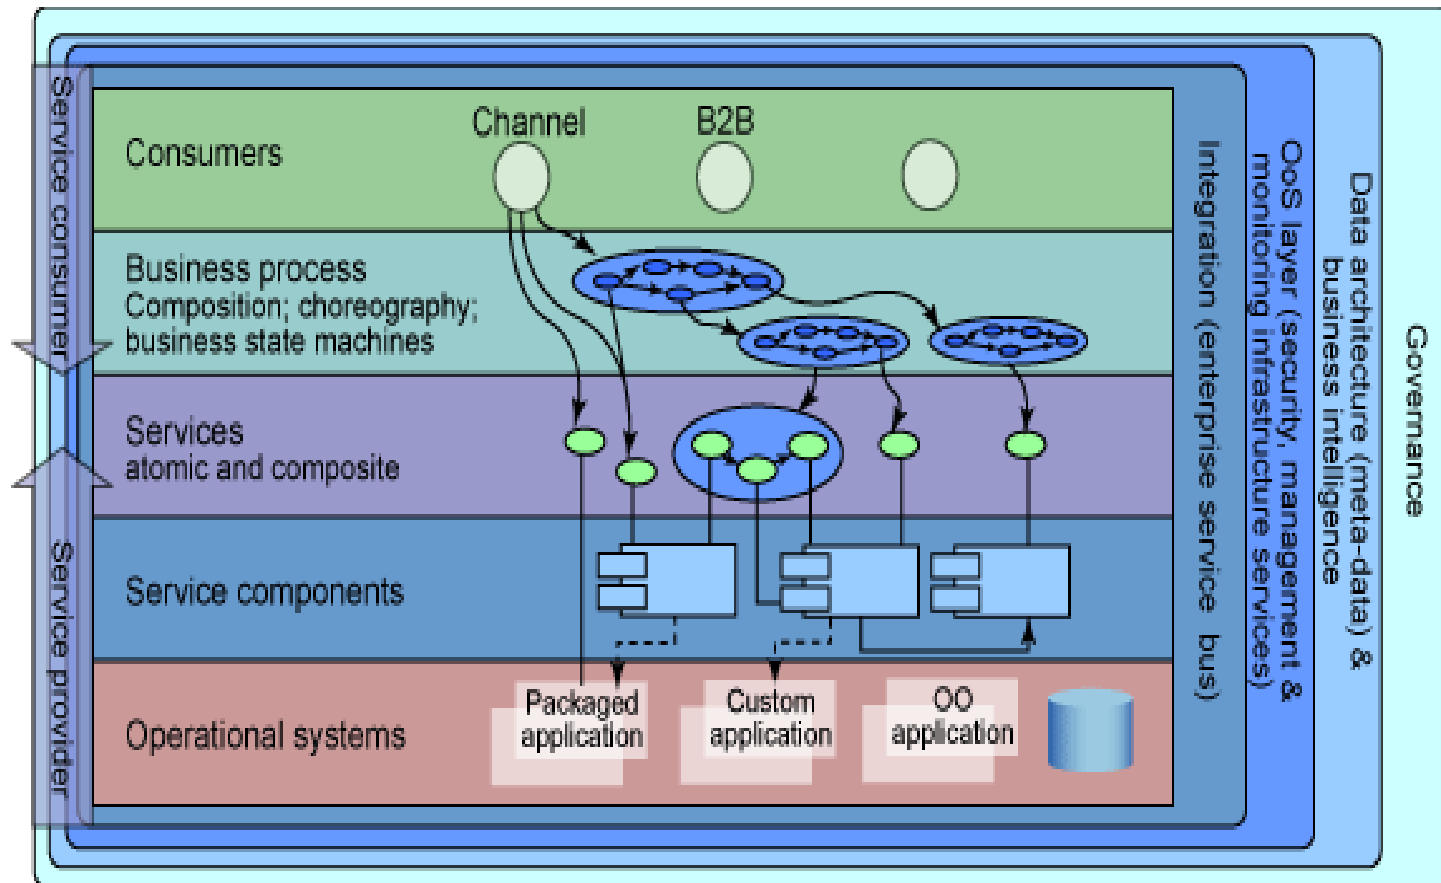 Channel
B2B
Consumers
Business process
Composition; choreography;
business state machines
Services
atomic and composite
Service components
Operational systems
Packaged
application
Custom
application
OO
application
Service consumer
Service provider
Integration (enterprise service bus)
QoS layer (security, management &
monitoring infrastructure services)
Data architecture (meta-data) &
business intelligence
Governance